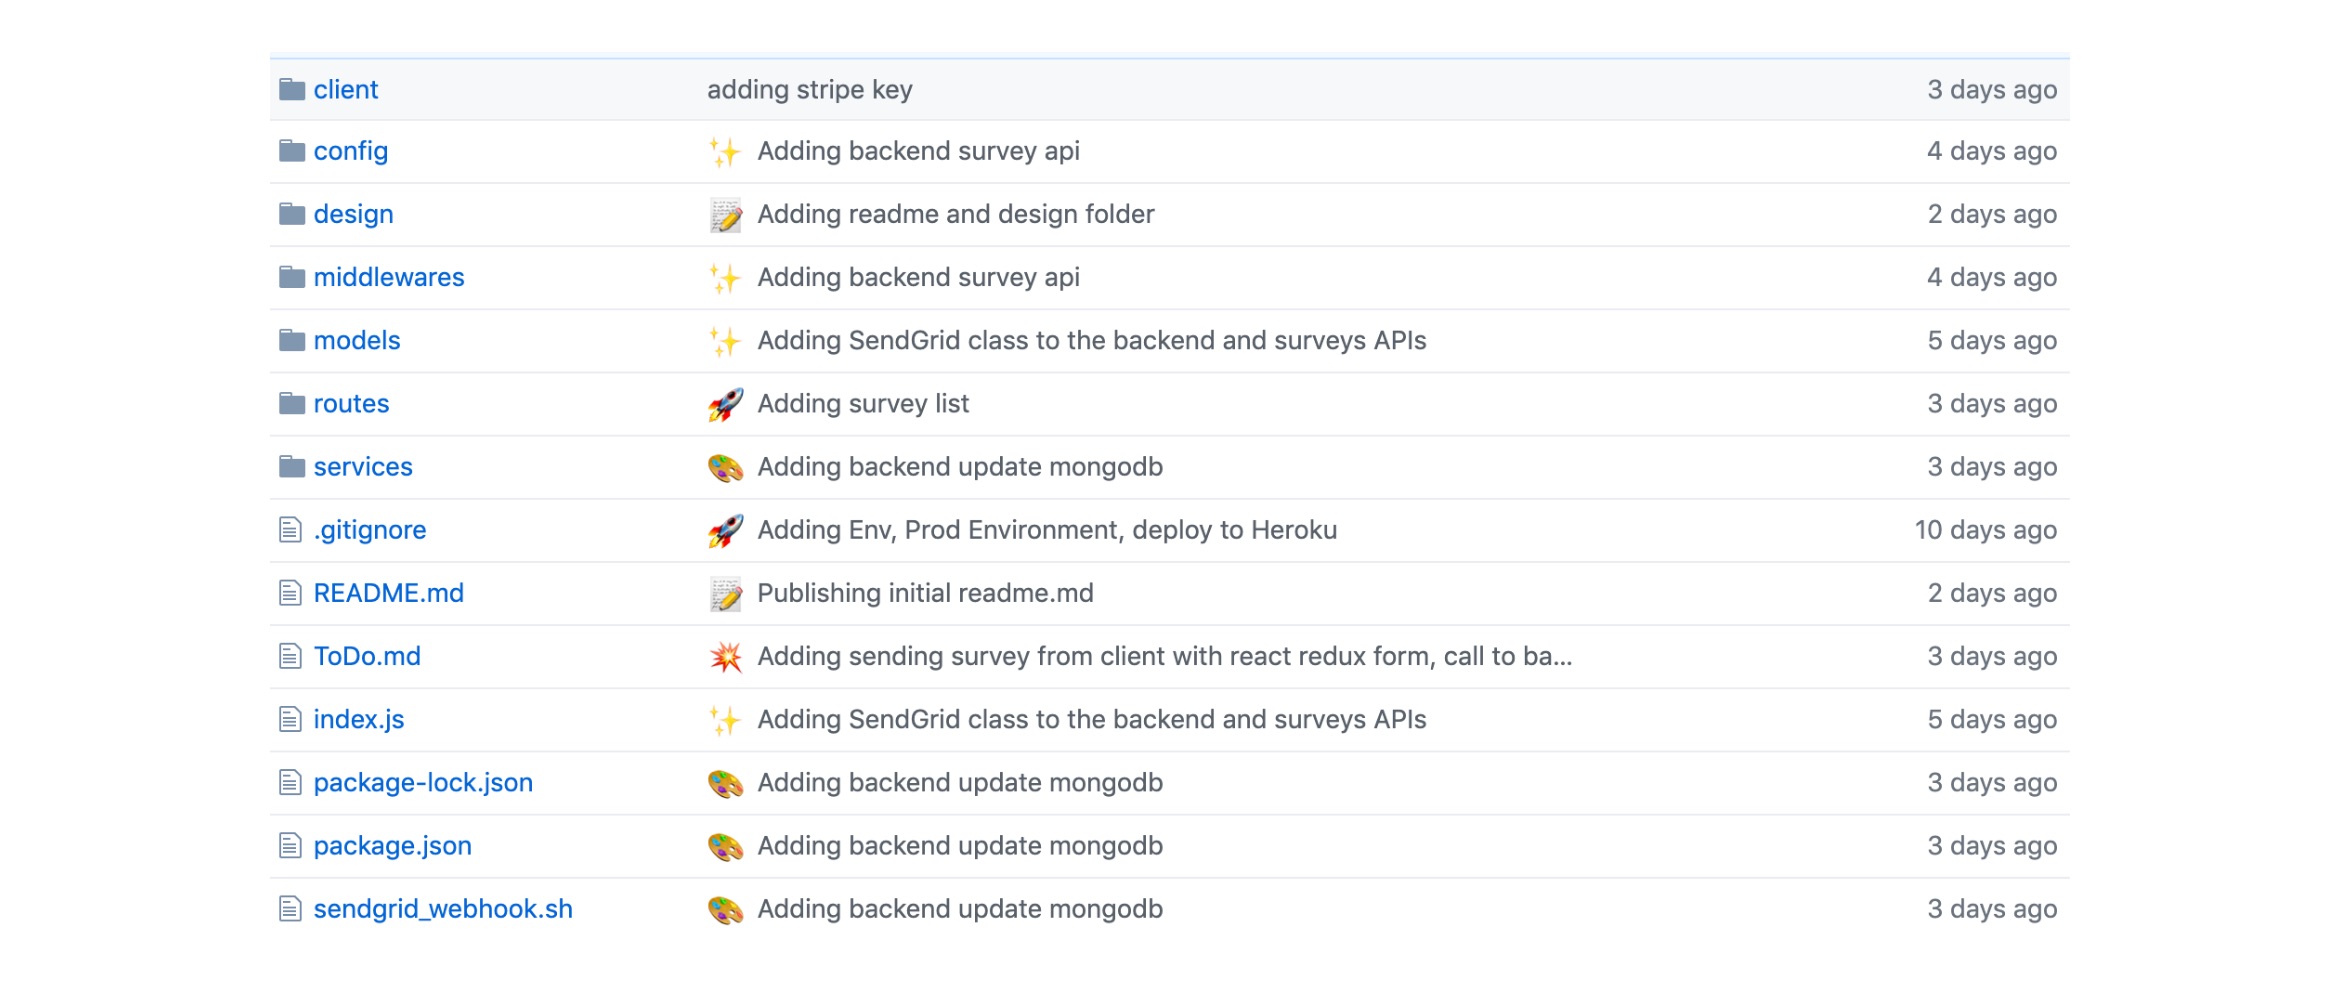 client adding stripe key 3 days ago
config ✨ Adding backend survey api 4 days ago
design 📝 Adding readme and design folder 2 days ago
middlewares ✨ Adding backend survey api 4 days ago
models ✨ Adding SendGrid class to the backend and surveys APIs 5 days ago
routes 🚀 Adding survey list 3 days ago
services 🎨 Adding backend update mongodb 3 days ago
.gitignore 🚀 Adding Env, Prod Environment, deploy to Heroku 10 days ago
README.md 📝 Publishing initial readme.md 2 days ago
ToDo.md 💥 Adding sending survey from client with react redux form, call to ba... 3 days ago
index.js ✨ Adding SendGrid class to the backend and surveys APIs 5 days ago
package-lock.json 🎨 Adding backend update mongodb 3 days ago
package.json 🎨 Adding backend update mongodb 3 days ago
sendgrid_webhook.sh 🎨 Adding backend update mongodb 3 days ago